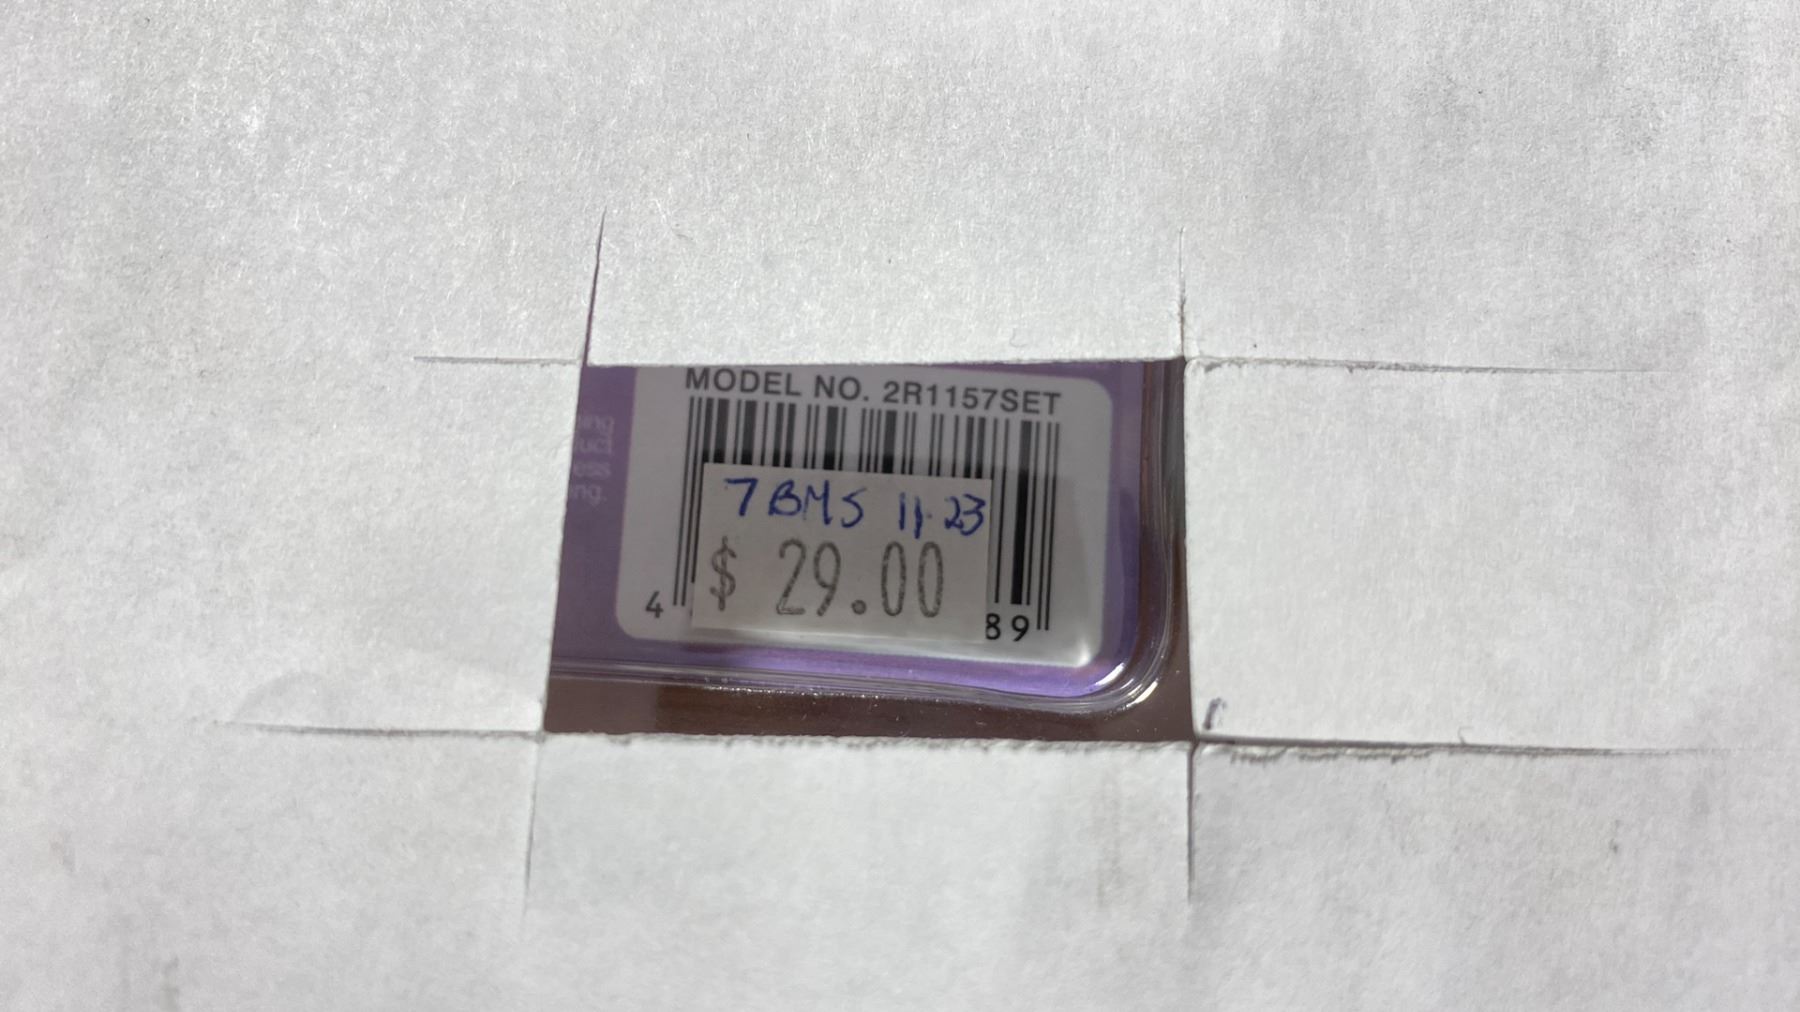 MODEL NO. 2R1157SET
7BMS 11·23
$ 29.00
4 89